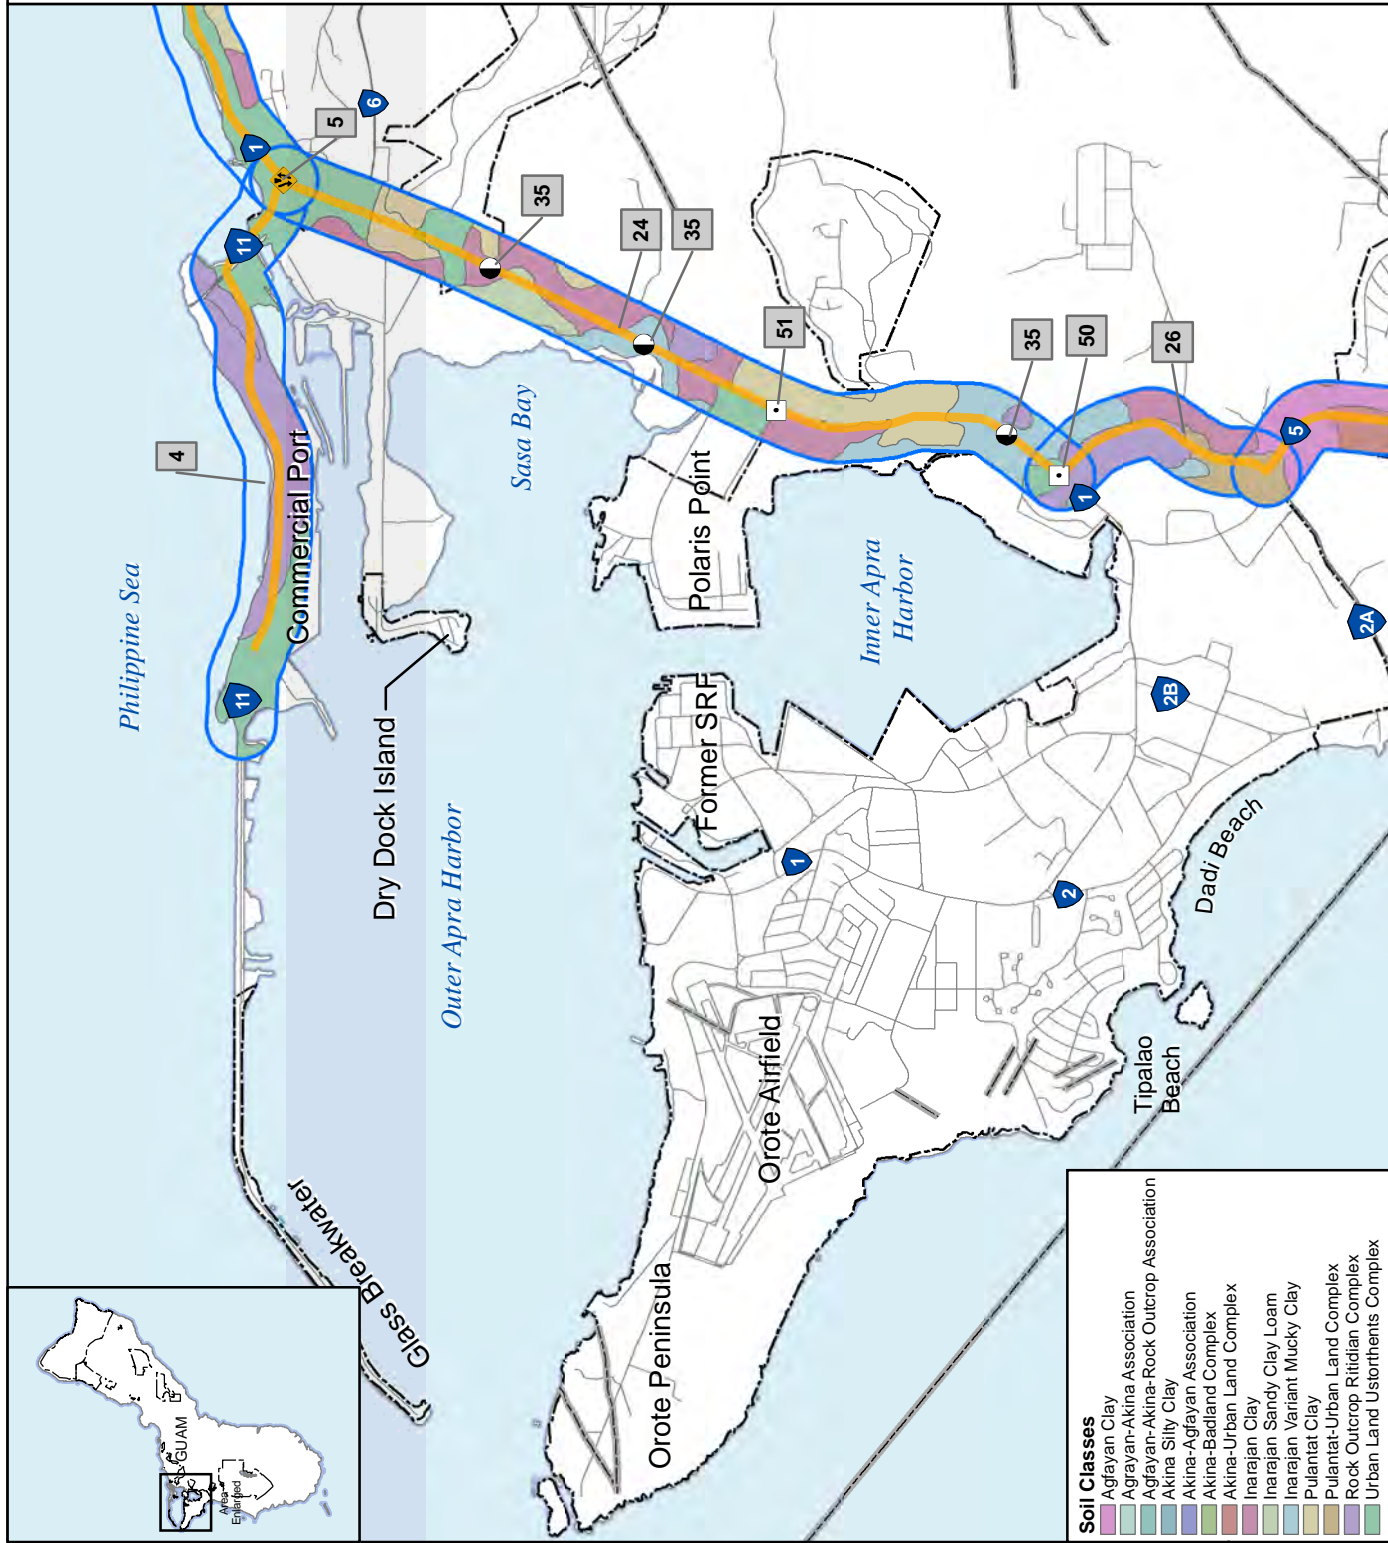 Philippine Sea
1
5
6
11
4
Commercial Port
11
35
24
35
Sasa Bay
Dry Dock Island
Outer Apra Harbor
51
Polaris Point
35
50
26
5
1
Inner Apra
Harbor
Former SRF
2A
2B
1
2
Dadi Beach
Orote Airfield
Tipalao
Beach
Glass Breakwater
Orote Peninsula
GUAM
Area
Enlarged
Soil Classes
Agfayan Clay
Agrayan-Akina Association
Agfayan-Akina-Rock Outcrop Association
Akina Silty Clay
Akina-Agfayan Association
Akina-Badland Complex
Akina-Urban Land Complex
Inarajan Clay
Inarajan Sandy Clay Loam
Inarajan Variant Mucky Clay
Pulantat Clay
Pulantat-Urban Land Complex
Rock Outcrop Ritidian Complex
Urban Land Ustorthents Complex